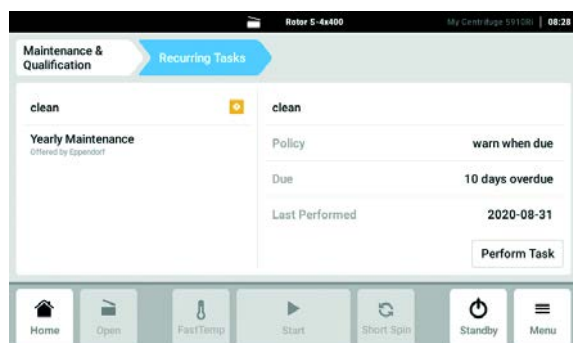 Rotor S-4x400
My Centrifuge 5910Ri | 08:28
Maintenance &
Qualification
Recurring Tasks
clean
Yearly Maintenance
Offered by Eppendorf
clean
Policy
warn when due
Due
10 days overdue
Last Performed
2020-08-31
Perform Task
Home
Open
FastTemp
Start
Short Spin
Standby
Menu